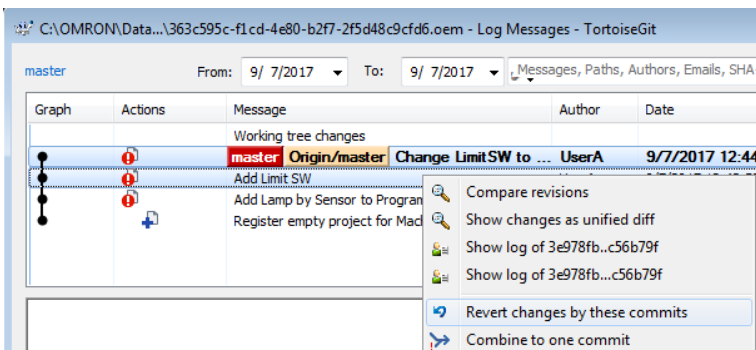 C:\OMRON\Data...\363c595c-f1cd-4e80-b2f7-2f5d48c9cfd6.oem - Log Messages - TortoiseGit
master From: 9/ 7/2017 To: 9/ 7/2017 Messages, Paths, Authors, Emails, SHA
Graph Actions Message Author Date
Working tree changes
master Origin/master Change LimitSW to ... UserA 9/7/2017 12:44
Add Limit SW
Add Lamp by Sensor to Program
Register empty project for Mac
Compare revisions
Show changes as unified diff
Show log of 3e978fb..c56b79f
Show log of 3e978fb...c56b79f
Revert changes by these commits
Combine to one commit